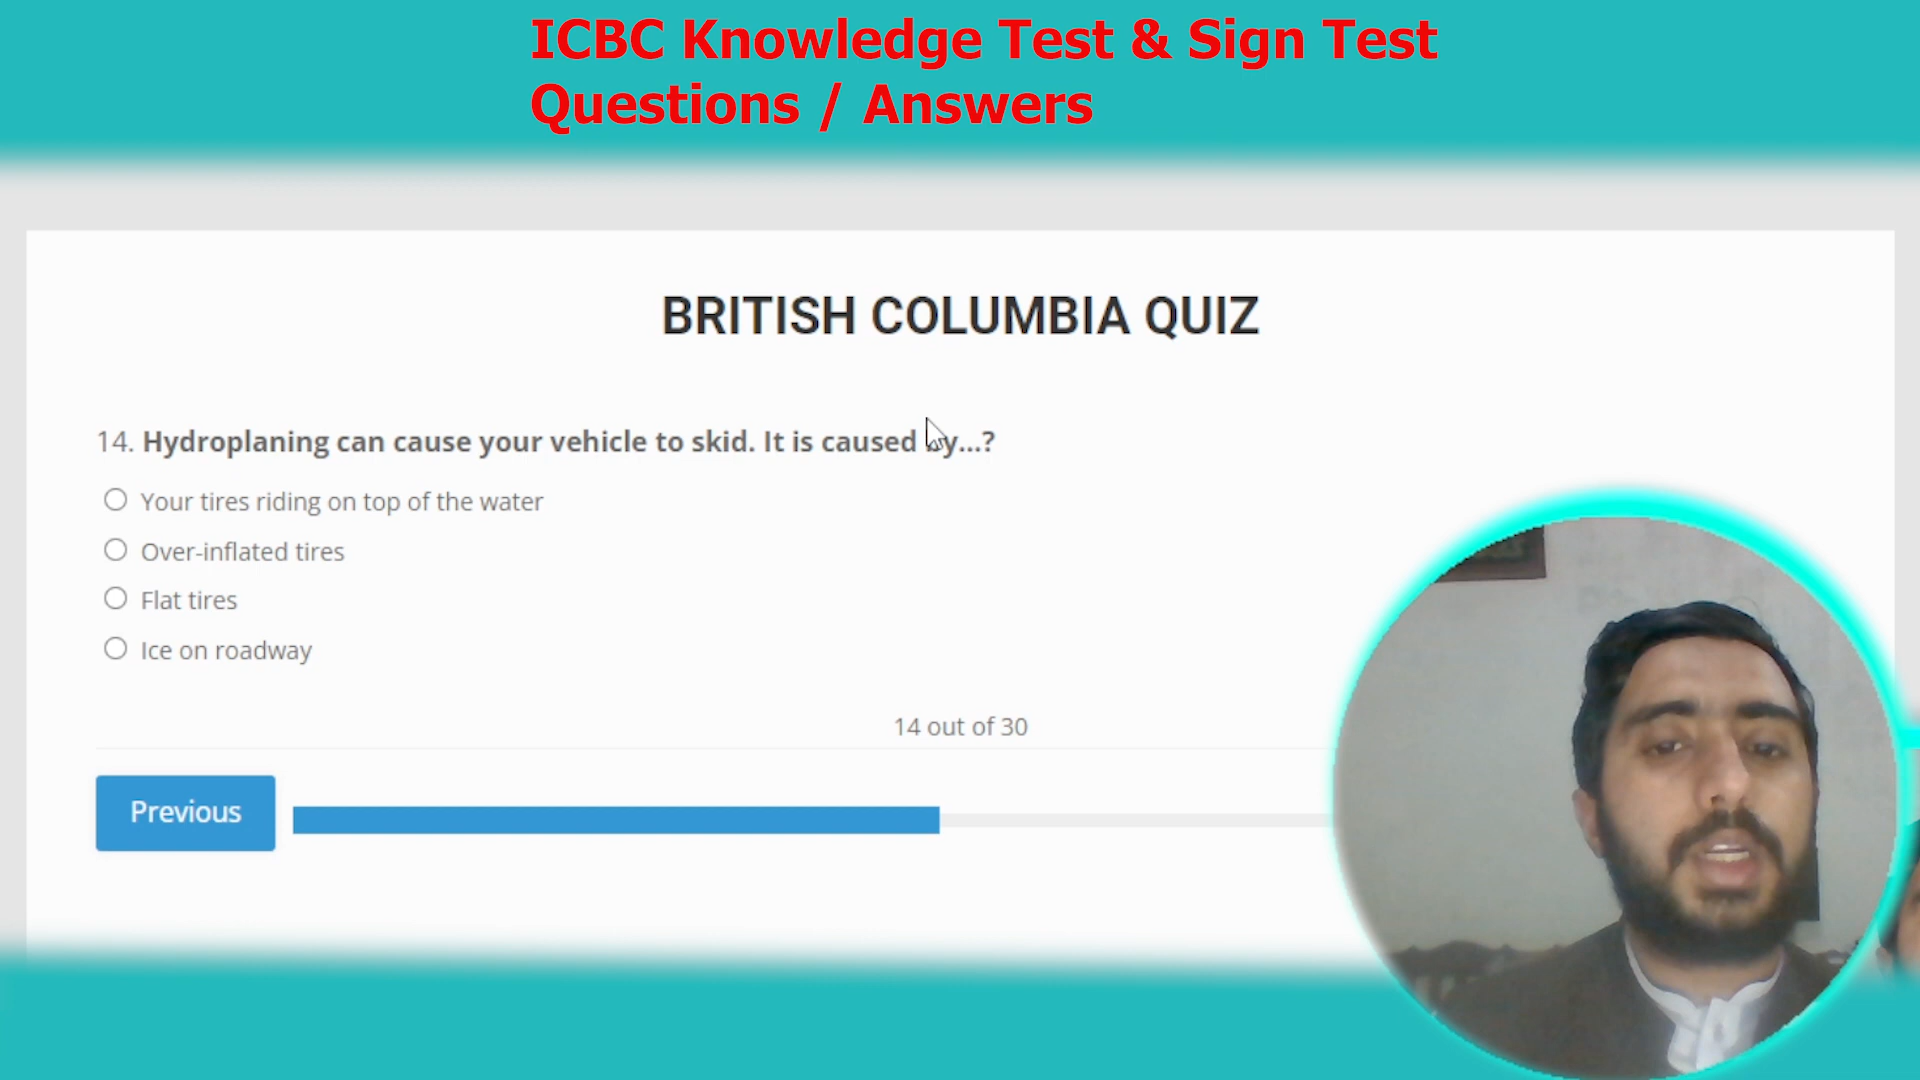 ICBC Knowledge Test & Sign Test
Questions / Answers
BRITISH COLUMBIA QUIZ
14. Hydroplaning can cause your vehicle to skid. It is caused by...?
Your tires riding on top of the water
Over-inflated tires
Flat tires
Ice on roadway
14 out of 30
Previous